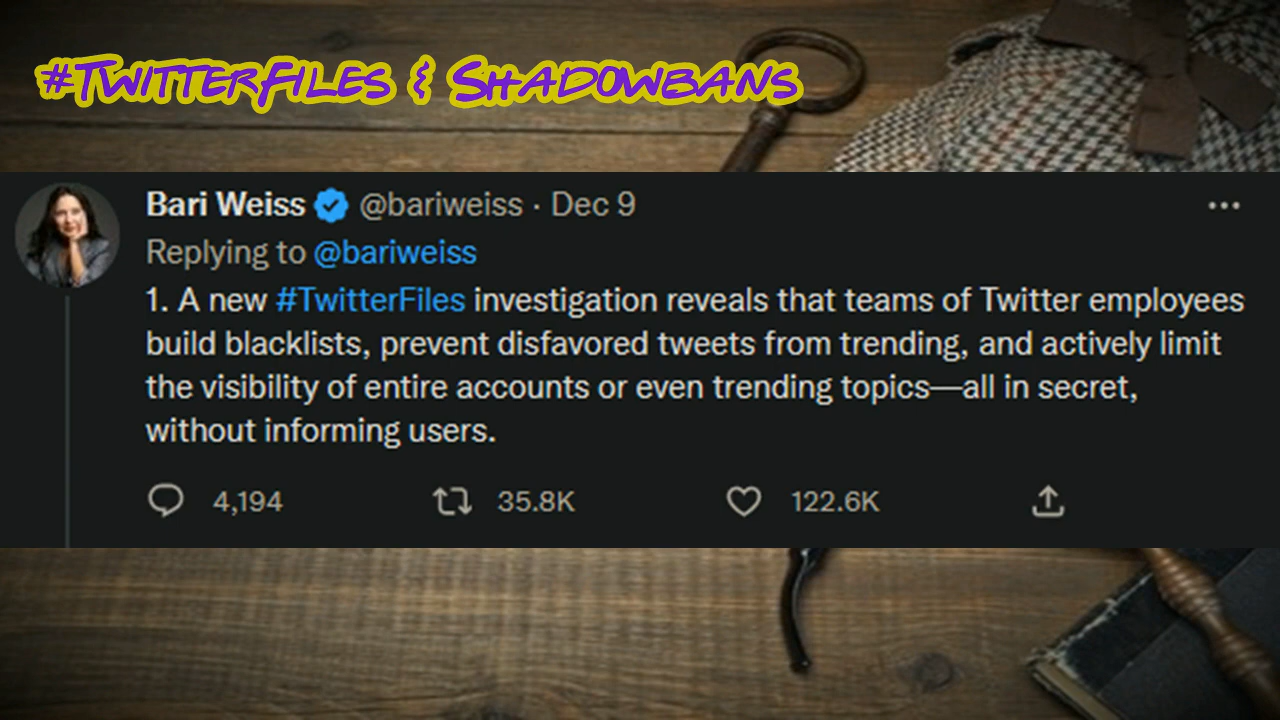 #TwitterFiles & Shadowbans
Bari Weiss @bariweiss · Dec 9
Replying to @bariweiss
1. A new #TwitterFiles investigation reveals that teams of Twitter employees
build blacklists, prevent disfavored tweets from trending, and actively limit
the visibility of entire accounts or even trending topics—all in secret,
without informing users.
4,194 35.8K 122.6K